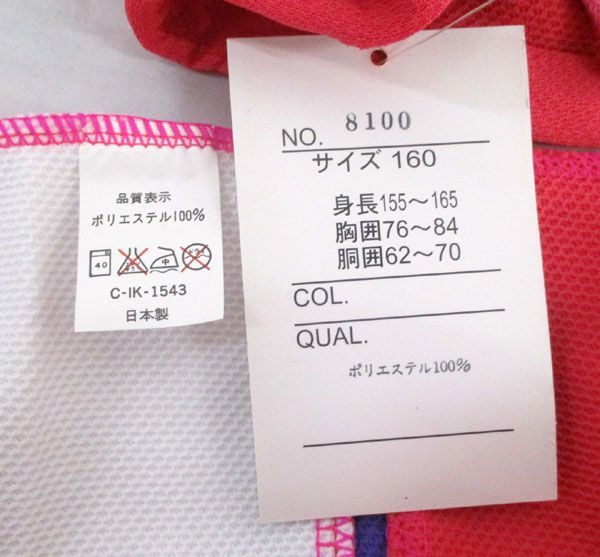 品質表示
ポリエステル100%
40
中
C-IK-1543
日本製
NO. 8100
サイズ 160
身長155～165
胸囲76～84
胴囲62～70
COL.
QUAL.
ポリエステル100%